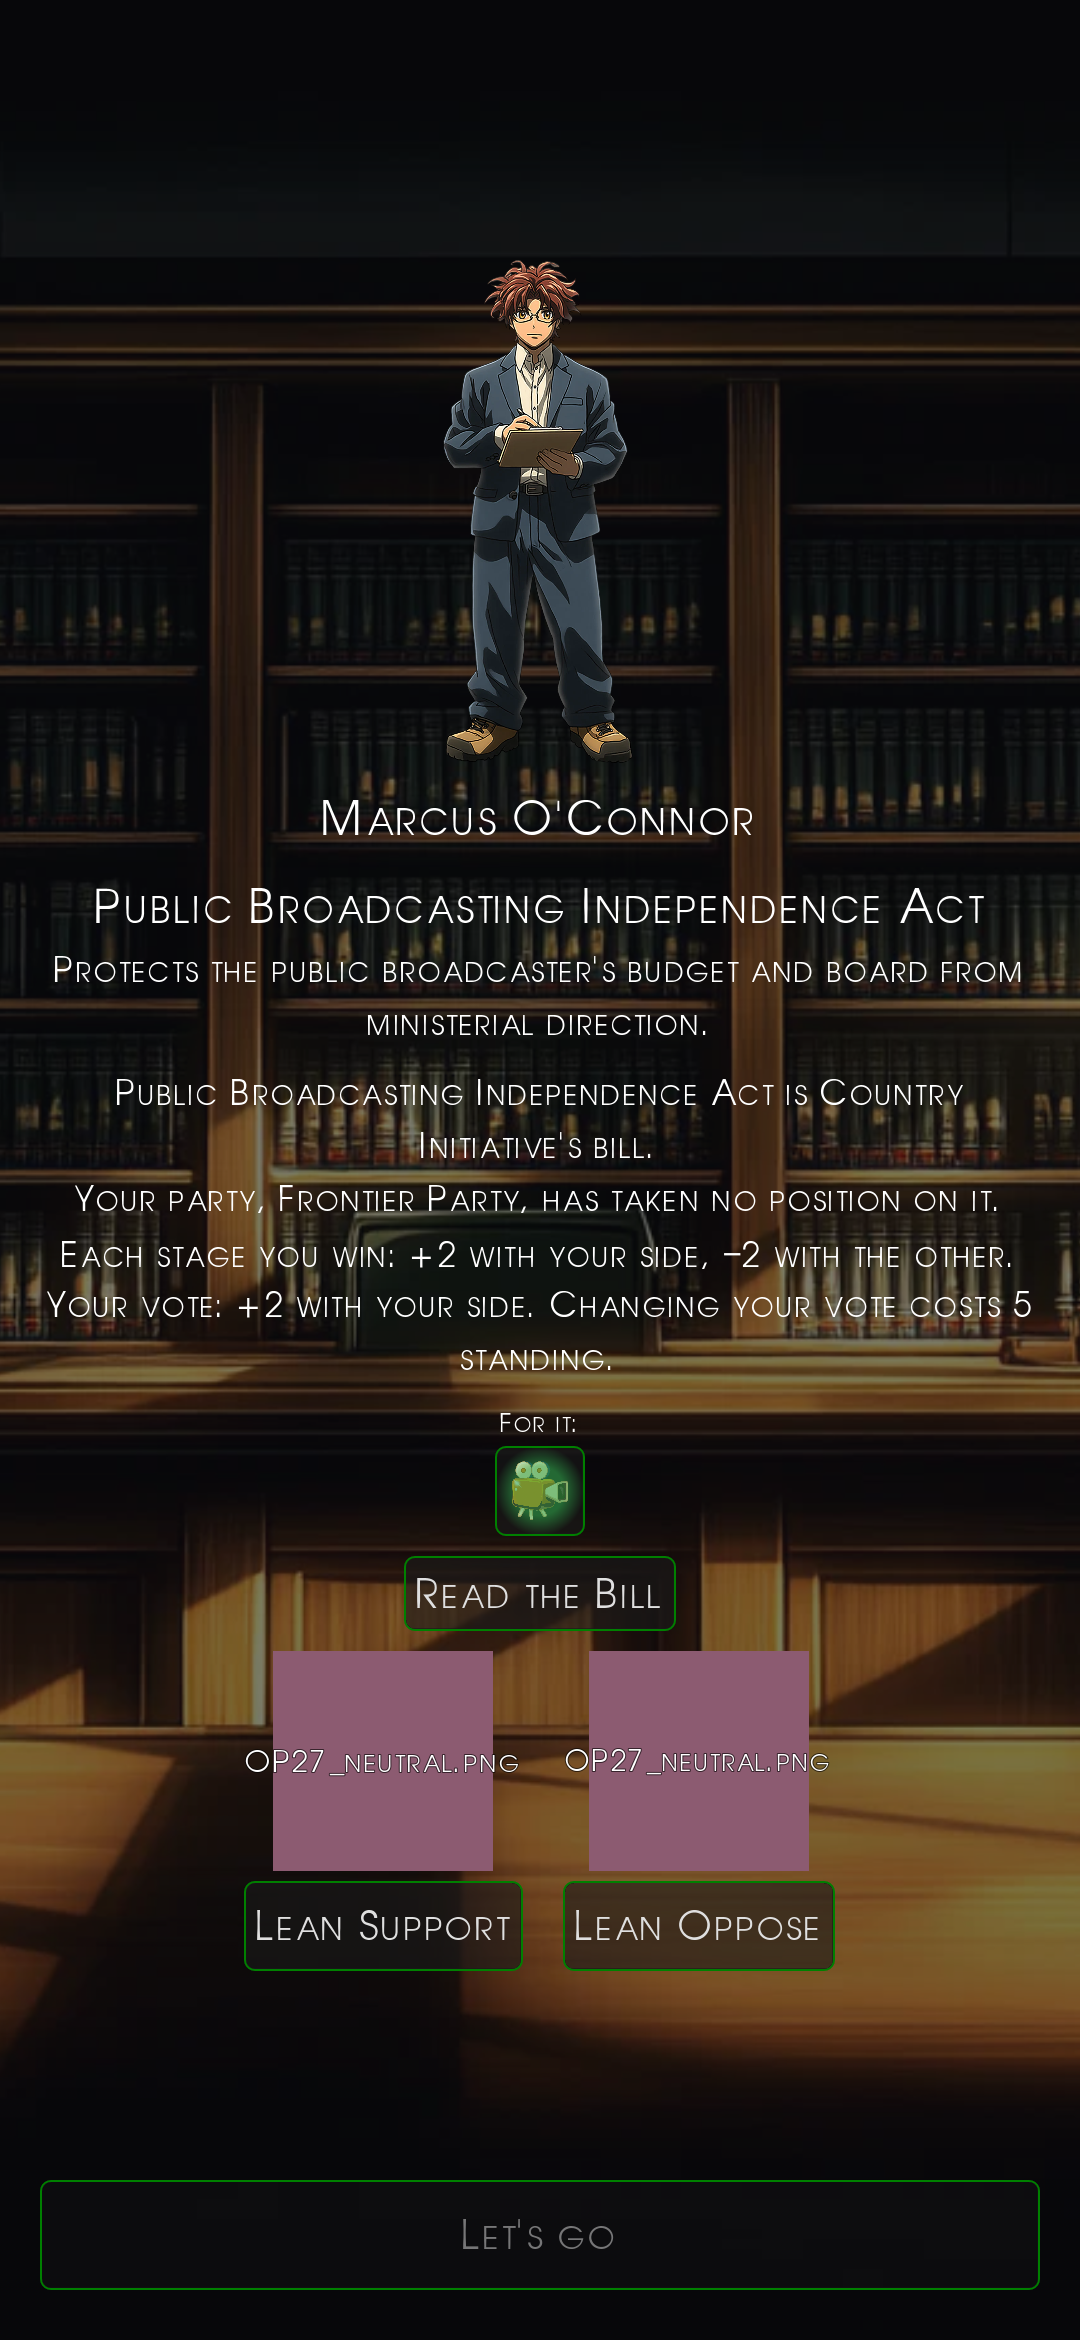 Marcus O'Connor
Public Broadcasting Independence Act
Protects the public broadcaster's budget and board from
ministerial direction.
Public Broadcasting Independence Act is Country
Initiative's bill.
Your party, Frontier Party, has taken no position on it.
Each stage you win: +2 with your side, −2 with the other.
Your vote: +2 with your side. Changing your vote costs 5
standing.
For it:
Read the Bill
OP27_neutral.png OP27_neutral.png
Lean Support Lean Oppose
Let's go